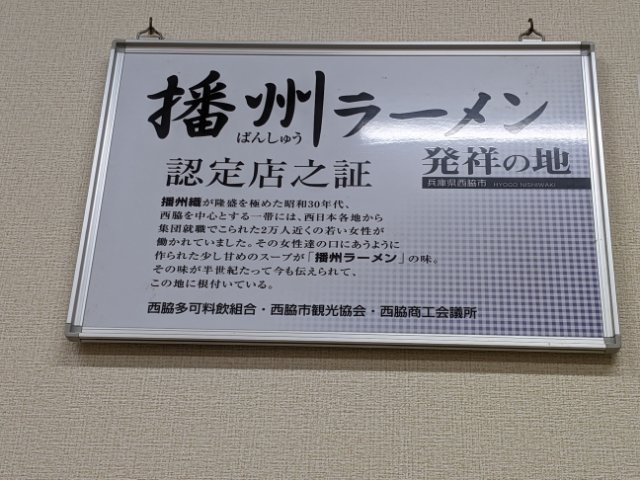 播州ラーメン
ばんしゅう
発祥の地
兵庫県西脇市 HYOGO NISHIWAKI
認定店之証
播州織が隆盛を極めた昭和30年代、
西脇を中心とする一帯には、西日本各地から
集団就職でこられた2万人近くの若い女性が
働かれていました。その女性達の口にあうように
作られた少し甘めのスープが「播州ラーメン」の味。
その味が半世紀たって今も伝えられて、
この地に根付いている。
西脇多可料飲組合・西脇市観光協会・西脇商工会議所